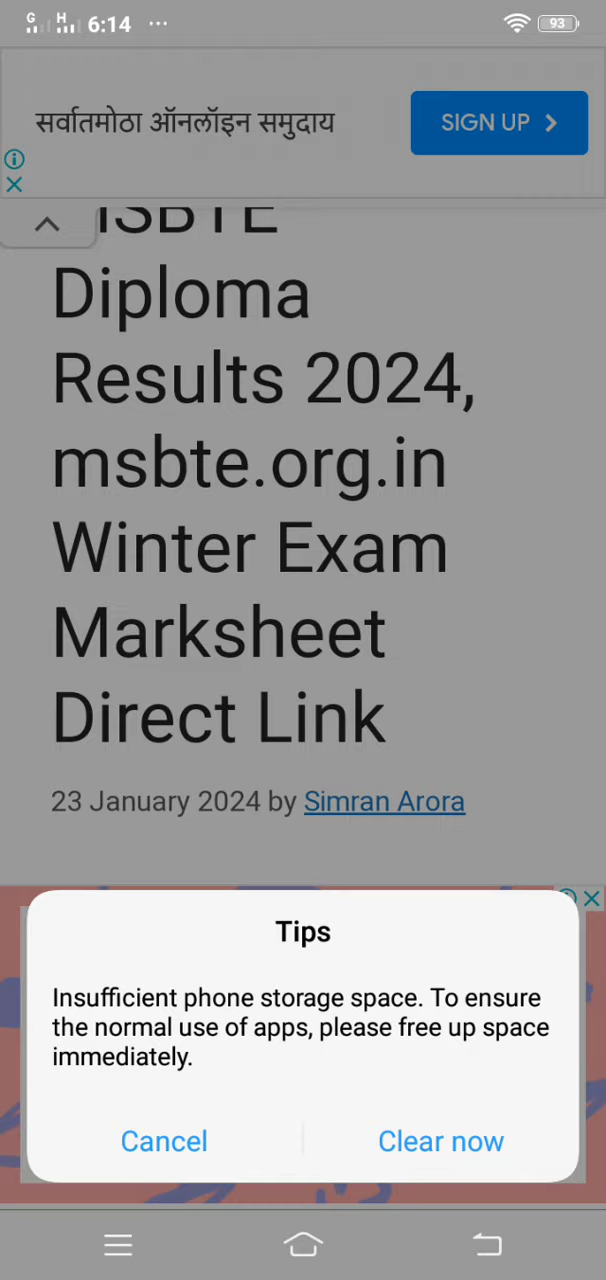 G H 6:14 ... 93
सर्वातमोठा ऑनलॉइन समुदाय
SIGN UP
Diploma
Results 2024,
msbte.org.in
Winter Exam
Marksheet
Direct Link
23 January 2024 by Simran Arora
Tips
Insufficient phone storage space. To ensure
the normal use of apps, please free up space
immediately.
Cancel
Clear now